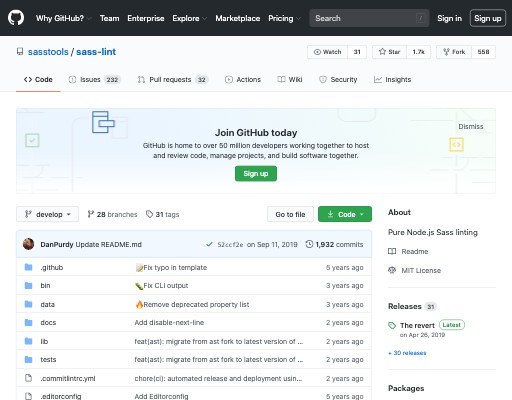 Why GitHub? Team Enterprise Explore Marketplace Pricing Search / Sign in Sign up
sasstools / sass-lint
Watch 31 Star 1.7k Fork 558
Code Issues 232 Pull requests 32 Actions Wiki Security Insights
Join GitHub today
Dismiss
GitHub is home to over 50 million developers working together to host
and review code, manage projects, and build software together.
Sign up
develop 28 branches 31 tags Go to file Code
DanPurdy Update README.md 52ccf2e on Sep 11, 2019 1,932 commits
.github Fix typo in template 5 years ago
bin Fix CLI output 3 years ago
data Remove deprecated property list 3 years ago
docs Add disable-next-line 2 years ago
lib feat(ast): migrate from ast fork to latest version of ... 2 years ago
tests feat(ast): migrate from ast fork to latest version of ... 2 years ago
.commitlintrc.yml chore(ci): automated release and deployment usin... 2 years ago
.editorconfig Add Editorconfig 5 years ago
About
Pure Node.js Sass linting
Readme
MIT License
Releases 31
The revert Latest
on Apr 26, 2019
+ 30 releases
Packages